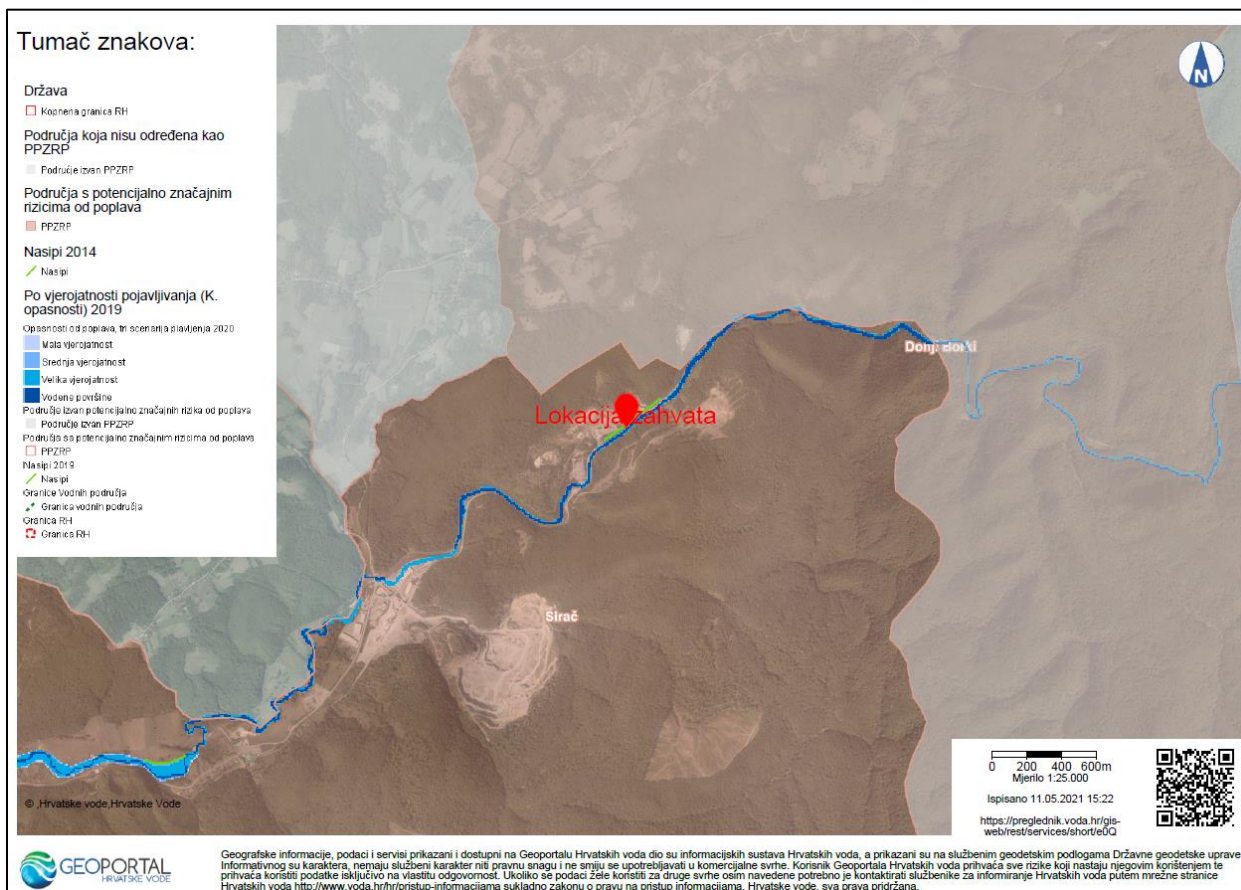 Tumač znakova:
Država
Kopnena granica RH
Područja koja nisu određena kao
PPZRP
Područje izvan PPZRP
Područja s potencijalno značajnim
rizicima od poplava
PPZRP
Nasipi 2014
Nasipi
Po vjerojatnosti pojavljivanja (K.
opasnosti) 2019
Opasnosti od poplava, tri scenarija plavljenja 2020
Mala vjerojatnost
Srednja vjerojatnost
Velika vjerojatnost
Vodene površine
Područje izvan potencijalno značajnih rizika od poplava
Područje izvan PPZRP
Područja sa potencijalno značajnim rizicima od poplava
PPZRP
Nasipi 2019
Nasipi
Granice Vodnih područja
Granica vodnih područja
Granica RH
Granica RH
N
Donj. Borki
Lokacija zahvata
Sirač
© ,Hrvatske vode,Hrvatske Vode
0 200 400 600m
Mjerilo 1:25.000
Ispisano 11.05.2021 15:22
https://preglednik.voda.hr/gis-
web/rest/services/short/e0Q
GEOPORTAL
HRVATSKE VODE
Geografske informacije, podaci i servisi prikazani i dostupni na Geoportalu Hrvatskih voda dio su informacijskih sustava Hrvatskih voda, a prikazani su na službenim geodetskim podlogama Državne geodetske uprave
Informativnog su karaktera, nemaju službeni karakter niti pravnu snagu i ne smiju se upotrebljavati u komercijalne svrhe. Korisnik Geoportala Hrvatskih voda prihvaća sve rizike koji nastaju njegovim korištenjem te
prihvaća koristiti podatke isključivo na vlastitu odgovornost. Ukoliko se podaci žele koristiti za druge svrhe osim navedene potrebno je kontaktirati službenike za informiranje Hrvatskih voda putem mrežne stranice
Hrvatskih voda http://www.voda.hr/hr/pristup-informacijama sukladno zakonu o pravu na pristup informacijama. Hrvatske vode, sva prava pridržana.